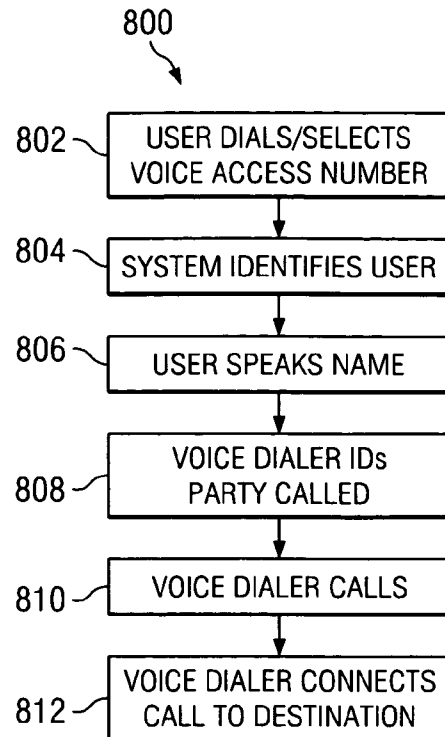 800
802
USER DIALS/SELECTS
VOICE ACCESS NUMBER
804
SYSTEM IDENTIFIES USER
806
USER SPEAKS NAME
808
VOICE DIALER IDs
PARTY CALLED
810
VOICE DIALER CALLS
812
VOICE DIALER CONNECTS
CALL TO DESTINATION